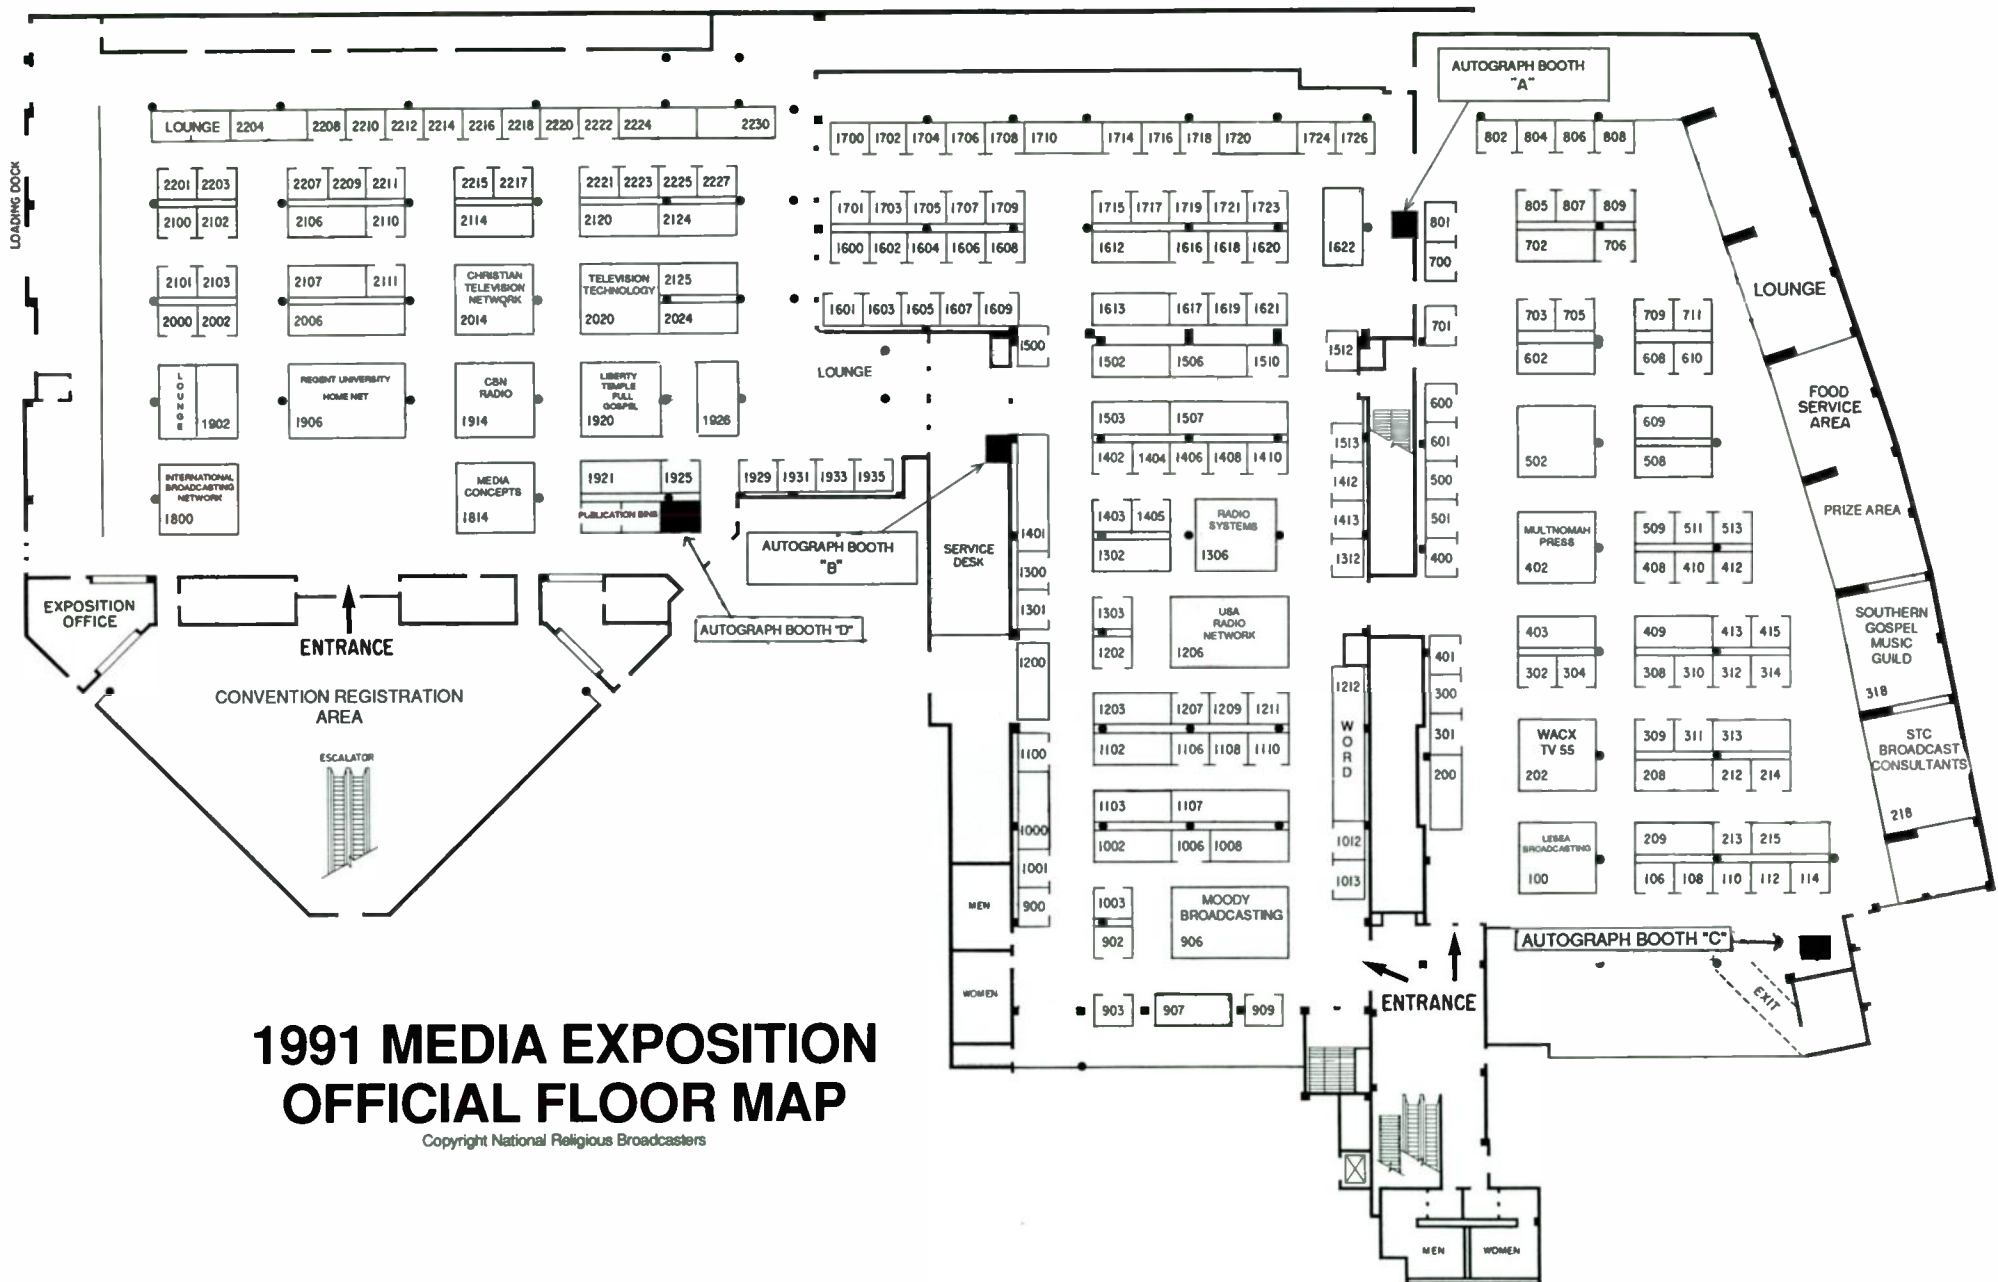 AUTOGRAPH BOOTH
"A"
LOADING DOCK
LOUNGE 2204 2208 2210 2212 2214 2216 2218 2220 2222 2224 2230
1700 1702 1704 1706 1708 1710 1714 1716 1718 1720 1724 1726
802 804 806 808
2201 2203 2207 2209 2211 2215 2217 2221 2223 2225 2227
2100 2102 2106 2110 2114 2120 2124
1701 1703 1705 1707 1709 1715 1717 1719 1721 1723
1600 1602 1604 1606 1608 1612 1616 1618 1620 1622
801
700
805 807 809
702 706
2101 2103 2107 2111
2000 2002 2006
CHRISTIAN
TELEVISION
NETWORK
2014
TELEVISION
TECHNOLOGY
2020
2125
2024
1601 1603 1605 1607 1609 1613 1617 1619 1621
1500 1502 1506 1510 1512
701
703 705 709 711
602 608 610
LOUNGE
LOUNGE
1902
REGENT UNIVERSITY
HOME NET
1906
CBN
RADIO
1914
LIBERTY
TEMPLE
FULL
GOSPEL
1920
1926
LOUNGE
1503 1507
1402 1404 1406 1408 1410
1513
1412
1413
1312
600
601
500
501
400
502
609
508
FOOD
SERVICE
AREA
INTERNATIONAL
BROADCASTING
NETWORK
1800
MEDIA
CONCEPTS
1814
1921 1925
PUBLICATION BINS
1929 1931 1933 1935
AUTOGRAPH BOOTH
"B"
SERVICE
DESK
1401
1300
1301
1403 1405
1302
RADIO
SYSTEMS
1306
MULTNOMAH
PRESS
402
509 511 513
408 410 412
PRIZE AREA
EXPOSITION
OFFICE
ENTRANCE
AUTOGRAPH BOOTH "D"
1200
1303
1202
USA
RADIO
NETWORK
1206
401
300
301
200
403
302 304
409 413 415
308 310 312 314
SOUTHERN
GOSPEL
MUSIC
GUILD
318
CONVENTION REGISTRATION
AREA
ESCALATOR
1203 1207 1209 1211
1102 1106 1108 1110
1212
WORD
WACX
TV 55
202
309 311 313
208 212 214
STC
BROADCAST
CONSULTANTS
218
1100
1000
1001
900
1103 1107
1002 1006 1008
1012
1013
LESEA
BROADCASTING
100
209 213 215
106 108 110 112 114
MEN
1003
902
MOODY
BROADCASTING
906
WOMEN
903 907 909
ENTRANCE
AUTOGRAPH BOOTH "C"
EXIT
1991 MEDIA EXPOSITION
OFFICIAL FLOOR MAP
Copyright National Religious Broadcasters
MEN WOMEN